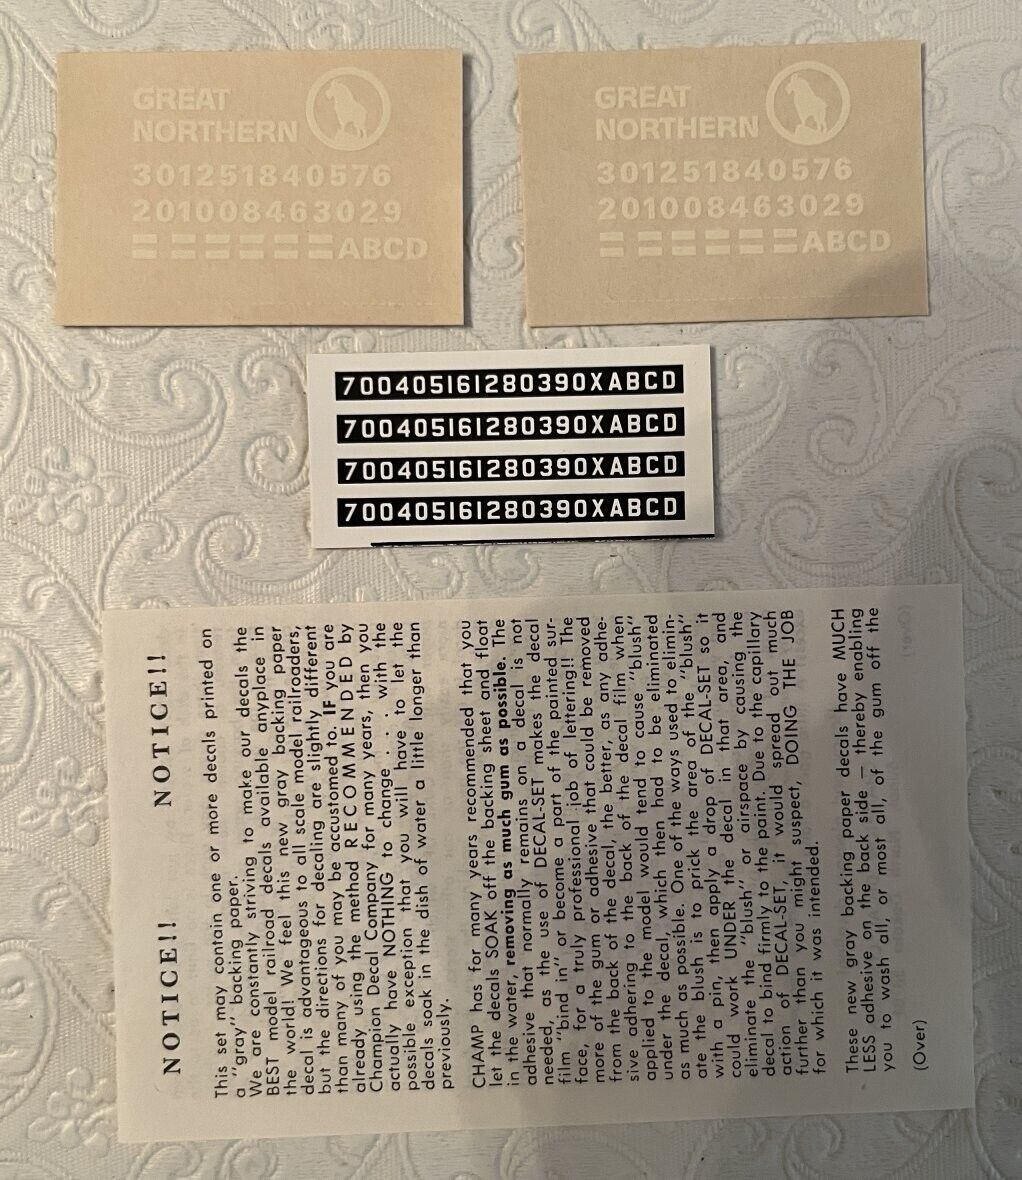 GREAT
NORTHERN
301251840576
201008463029
ABCD
GREAT
NORTHERN
301251840576
201008463029
ABCD
700405161280390XABCD
700405161280390XABCD
700405161280390XABCD
700405161280390XABCD
NOTICE!! NOTICE!!
This set may contain one or more decals printed on
a "gray" backing paper.
We are constantly striving to make our decals the
BEST model railroad decals available anyplace in
the world! We feel this new gray backing paper
decal is advantageous to all scale model railroaders,
but the directions for decaling are slightly different
than many of you may be accustomed to. IF you are
already using the method RECOMMENDED by
Champion Decal Company for many years, then you
actually have NOTHING to change . . . with the
possible exception that you will have to let the
decals soak in the dish of water a little longer than
previously.
CHAMP has for many years recommended that you
let the decals SOAK off the backing sheet and float
in the water, removing as much gum as possible. The
adhesive that normally remains on a decal is not
needed, as the use of DECAL-SET makes the decal
film "bind in" or become a part of the painted sur-
face, for a truly professional job of lettering!! The
more of the gum or adhesive that could be removed
from the back of the decal, the better, as any adhe-
sive adhering to the back of the decal film when
applied to the model would tend to cause "blush"
under the decal, which then had to be eliminated
as much as possible. One of the ways used to elimin-
ate the blush is to prick the area of the "blush"
with a pin, then apply a drop of DECAL-SET so it
could work UNDER the decal in that area, and
eliminate the "blush" or airspace by causing the
decal to bind firmly to the paint. Due to the capillary
action of DECAL-SET, it would spread out much
further than you might suspect, DOING THE JOB
for which it was intended.
These new gray backing paper decals have MUCH
LESS adhesive on the back side — thereby enabling
you to wash all, or most all, of the gum off the
(Over)